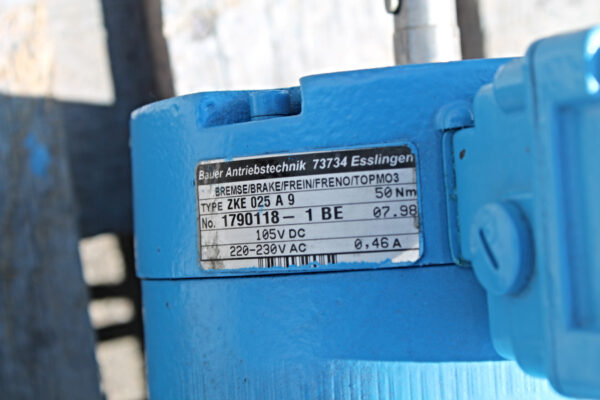 Bauer Antriebstechnik 73734 Esslingen
BREMSE/BRAKE/FREIN/FRENO/TOPMO3
TYPE ZKE 025 A 9 50 Nm
No. 1790118-1 BE 07.98
105V DC
220-230V AC 0,46 A